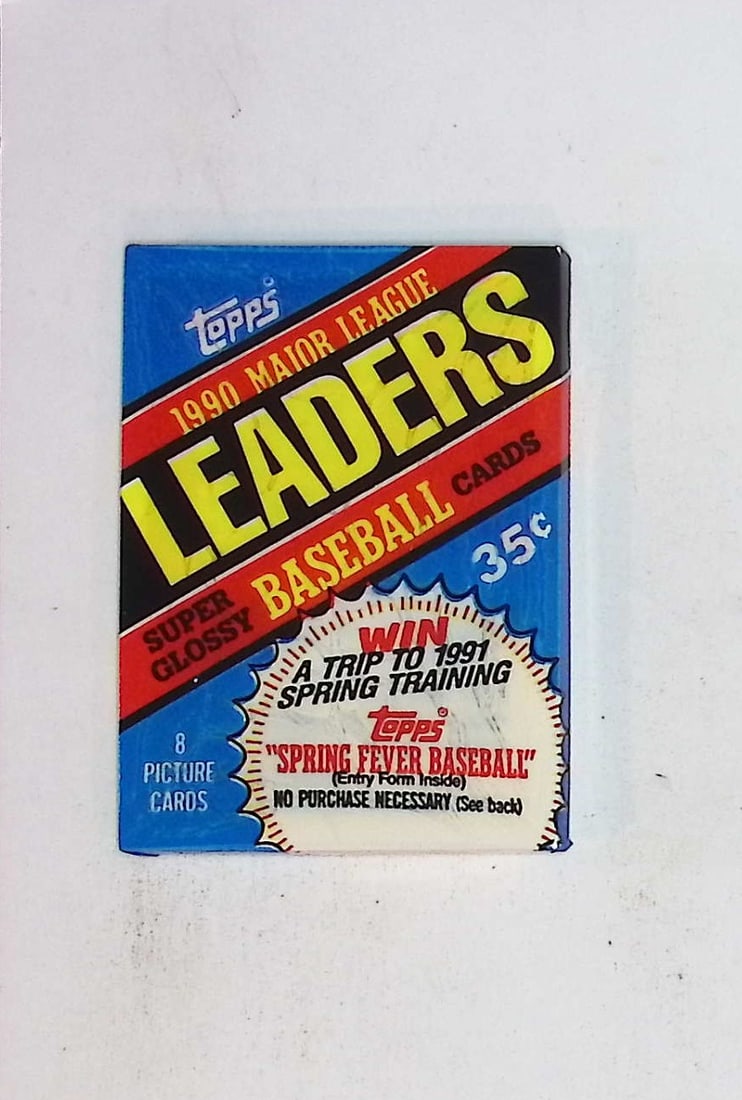 Topps©
1990 MAJOR LEAGUE
LEADERS
SUPER GLOSSY BASEBALL CARDS
35¢
WIN
A TRIP TO 1991
SPRING TRAINING
Topps®
"SPRING FEVER BASEBALL"
(Entry Form Inside)
NO PURCHASE NECESSARY (See back)
8
PICTURE
CARDS